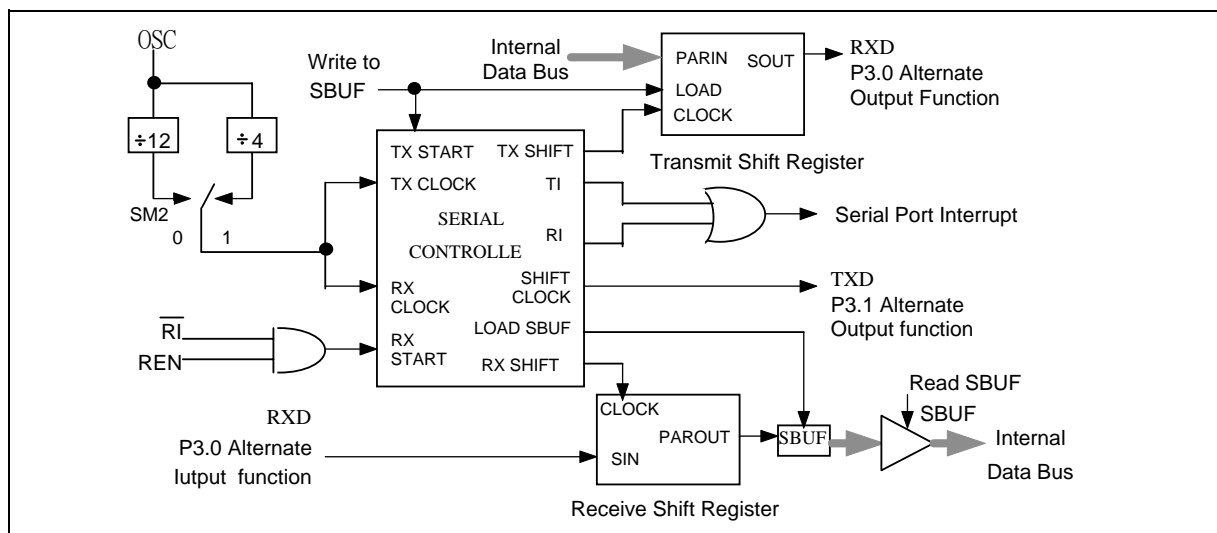 OSC
÷12
÷4
SM2
0
1
Write to
SBUF
Internal
Data Bus
PARIN
SOUT
LOAD
CLOCK
RXD
P3.0 Alternate
Output Function
Transmit Shift Register
TX START
TX SHIFT
TX CLOCK
TI
SERIAL
RI
CONTROLLE
SHIFT
CLOCK
RX
CLOCK
LOAD SBUF
RX
START
RX SHIFT
Serial Port Interrupt
TXD
P3.1 Alternate
Output function
RI
REN
RXD
P3.0 Alternate
Iutput function
CLOCK
PAROUT
SIN
Receive Shift Register
SBUF
Read SBUF
SBUF
Internal
Data Bus